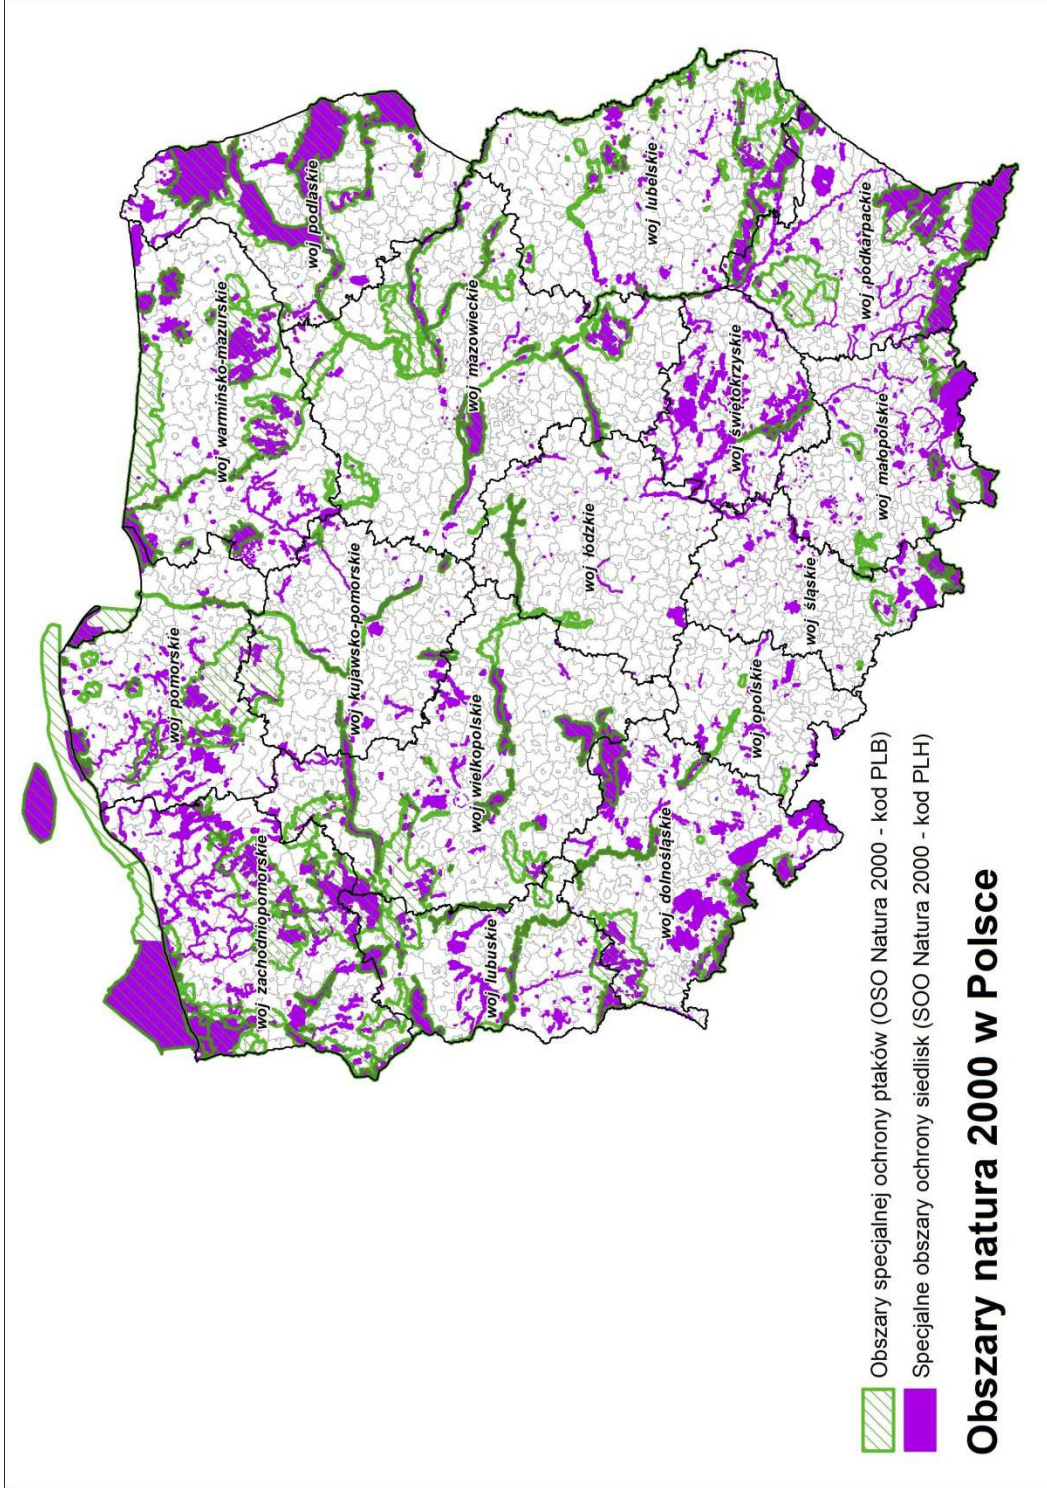 woj pomorskie
woj warmińsko-mazurskie
woj podlaskie
woj zachodniopomorskie
woj kujawsko-pomorskie
woj mazowieckie
woj wielkopolskie
woj lubuskie
woj łódzkie
woj lubelskie
woj dolnośląskie
woj świętokrzyskie
woj opolskie
woj śląskie
woj małopolskie
woj podkarpackie
Obszary specjalnej ochrony ptaków (OSO Natura 2000 - kod PLB)
Specjalne obszary ochrony siedlisk (SOO Natura 2000 - kod PLH)
Obszary natura 2000 w Polsce